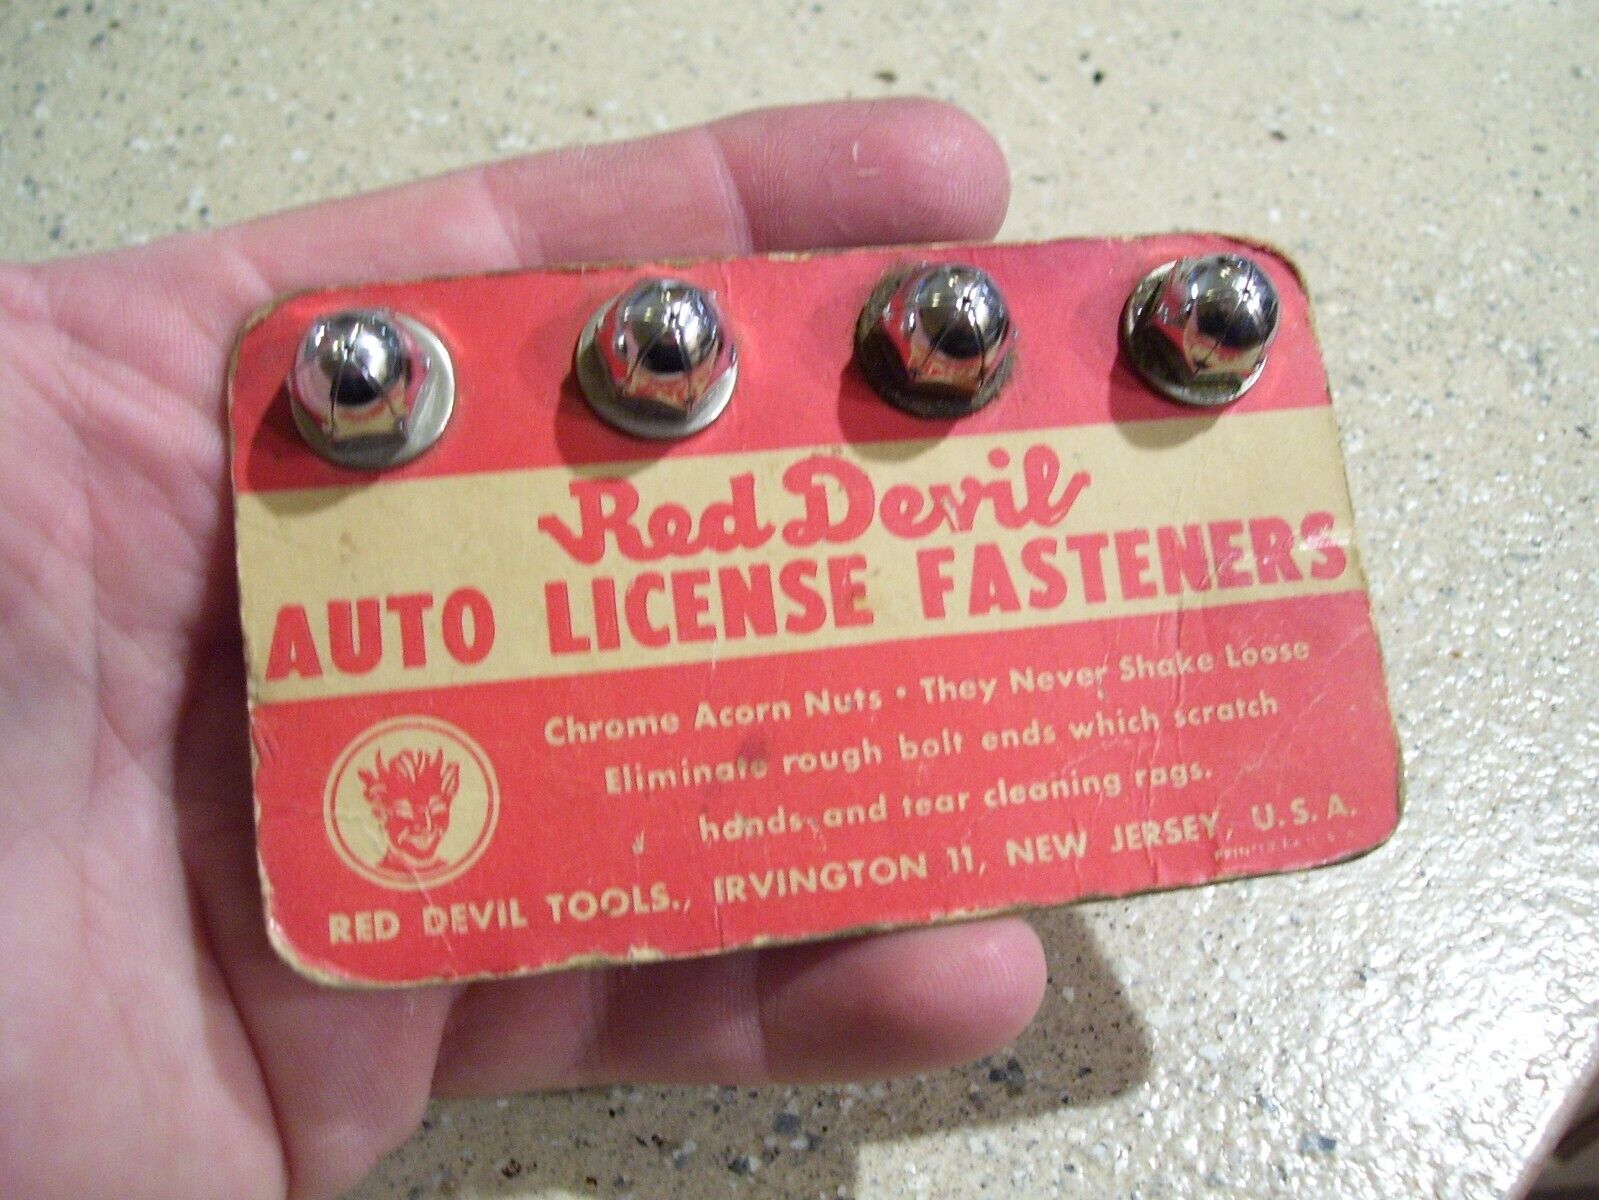 Red Devil
AUTO LICENSE FASTENERS
Chrome Acorn Nuts • They Never Shake Loose
Eliminate rough bolt ends which scratch
hands and tear cleaning rags.
RED DEVIL TOOLS., IRVINGTON 11, NEW JERSEY, U.S.A.